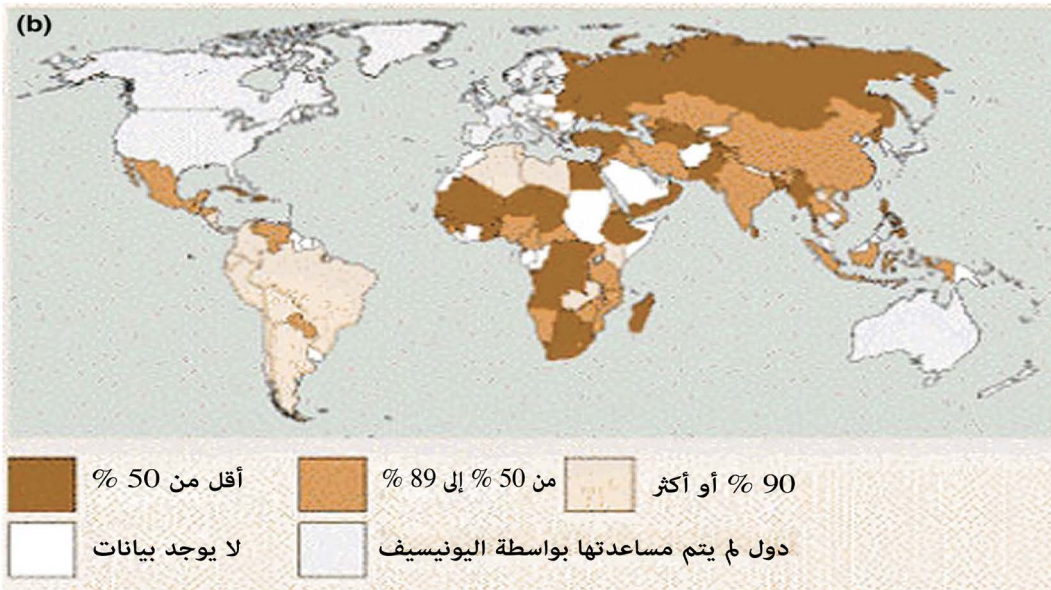 (b)
أقل من 50 % من 50 % إلى 89 % 90 % أو أكثر
لا يوجد بيانات دول لم يتم مساعدتها بواسطة اليونيسيف